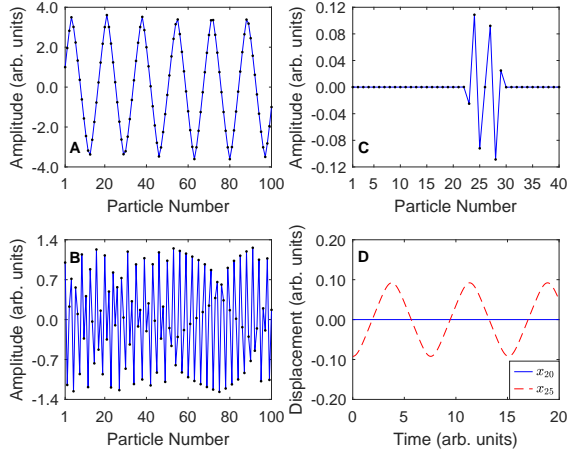 4.0
2.0
0.0
-2.0
-4.0
Amplitude (arb. units)
A
1 20 40 60 80 100
Particle Number
0.12
0.08
0.04
0.00
-0.04
-0.08
-0.12
Amplitude (arb. units)
C
1 5 10 15 20 25 30 35 40
Particle Number
1.4
0.7
0.0
-0.7
-1.4
Amplitude (arb. units)
B
1 20 40 60 80 100
Particle Number
0.20
0.10
0.00
-0.10
-0.20
Displacement (arb. units)
D
x20
x25
0 5 10 15 20
Time (arb. units)